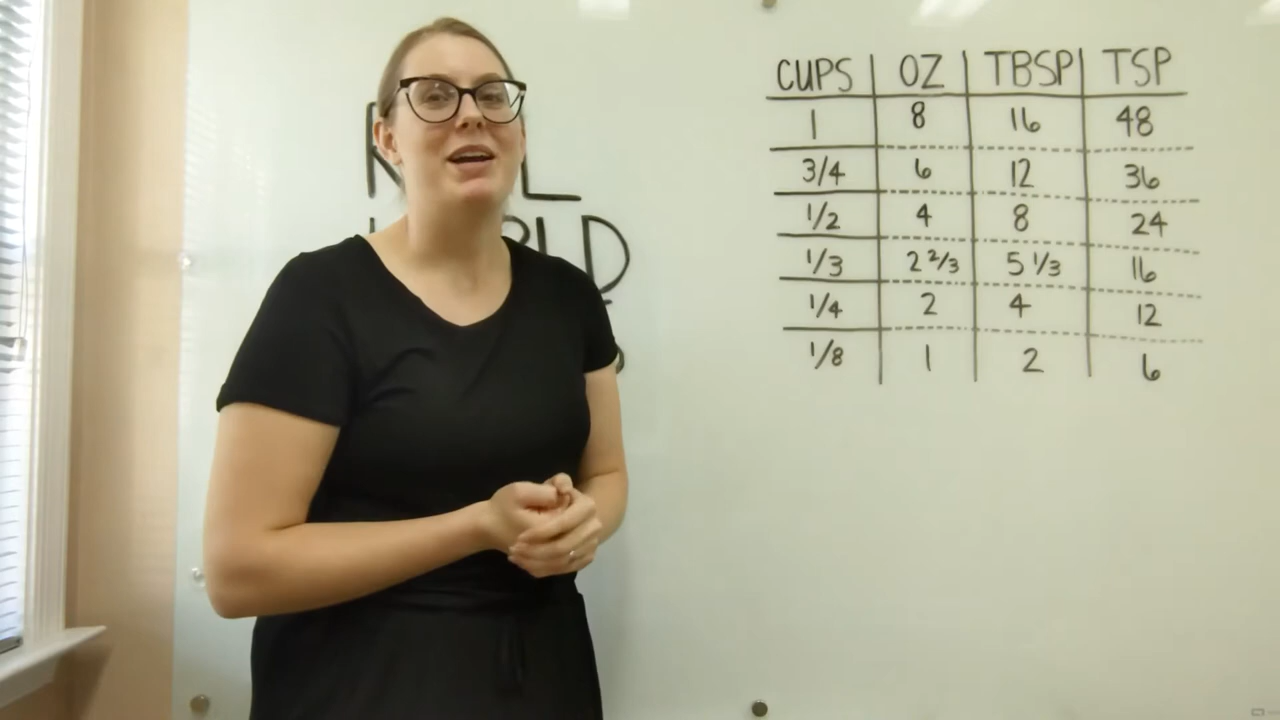 CUPS OZ TBSP TSP
1 8 16 48
3/4 6 12 36
1/2 4 8 24
1/3 2 2/3 5 1/3 16
1/4 2 4 12
1/8 1 2 6